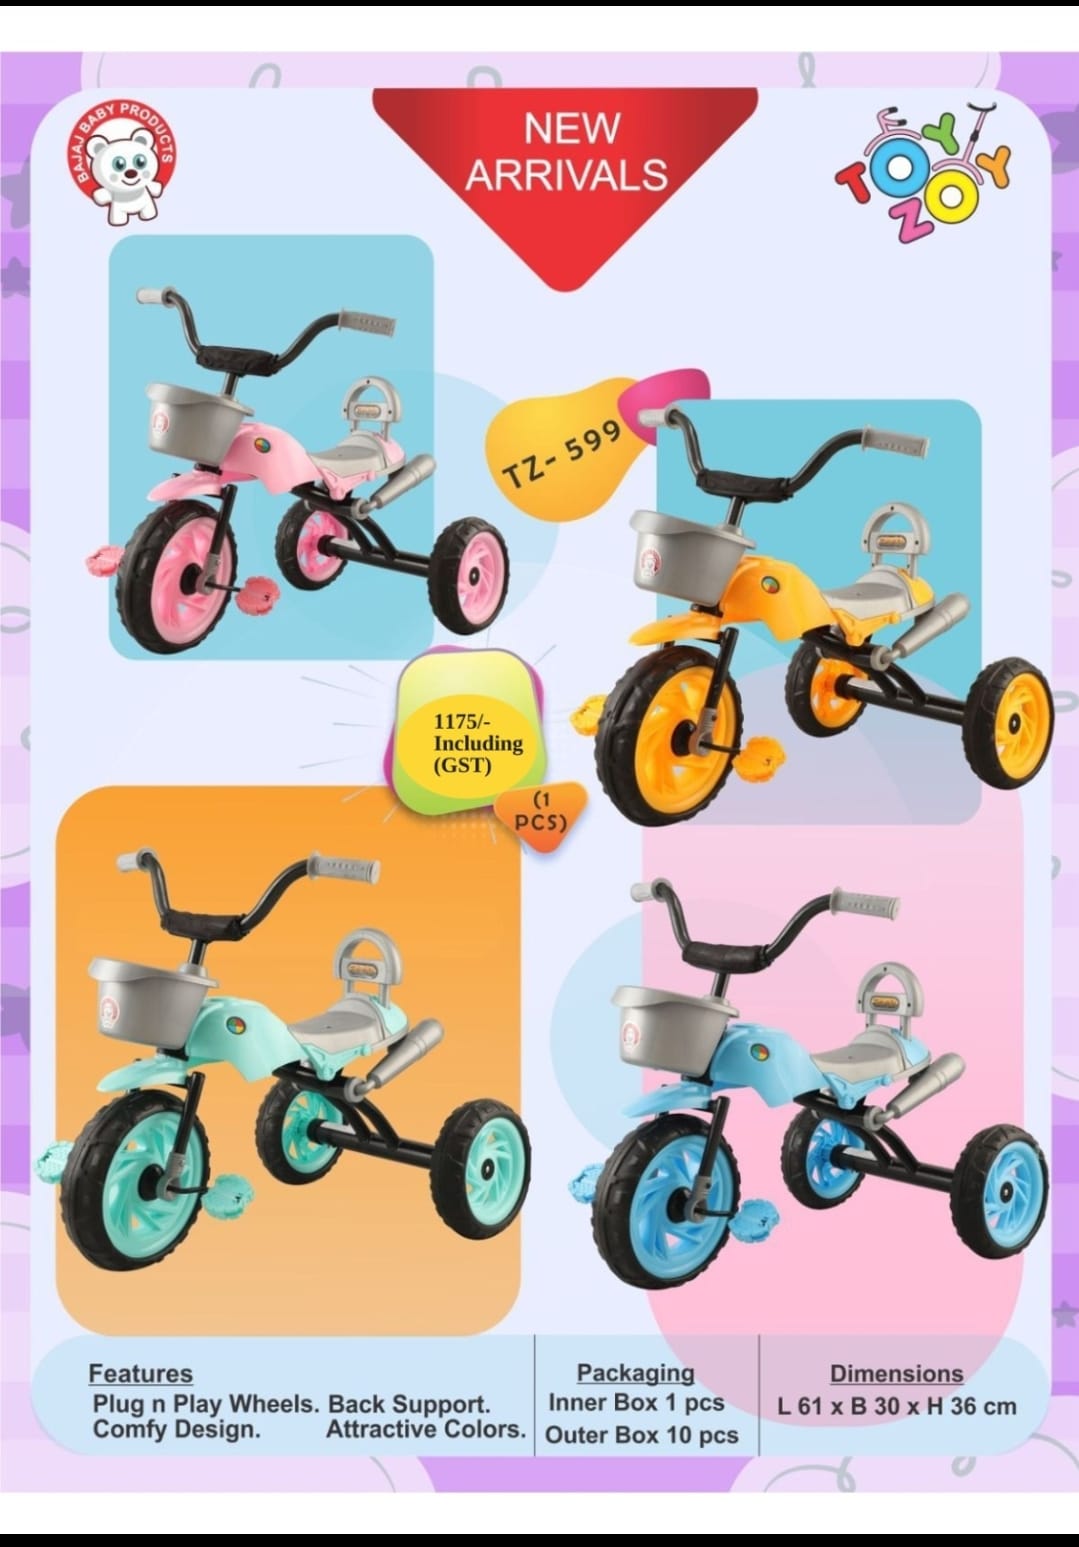 BAJAJ BABY PRODUCTS
NEW
ARRIVALS
TOY
ZOY
TZ- 599
1175/-
Including
(GST)
(1
PCS)
Features
Plug n Play Wheels. Back Support.
Comfy Design. Attractive Colors.
Packaging
Inner Box 1 pcs
Outer Box 10 pcs
Dimensions
L 61 x B 30 x H 36 cm